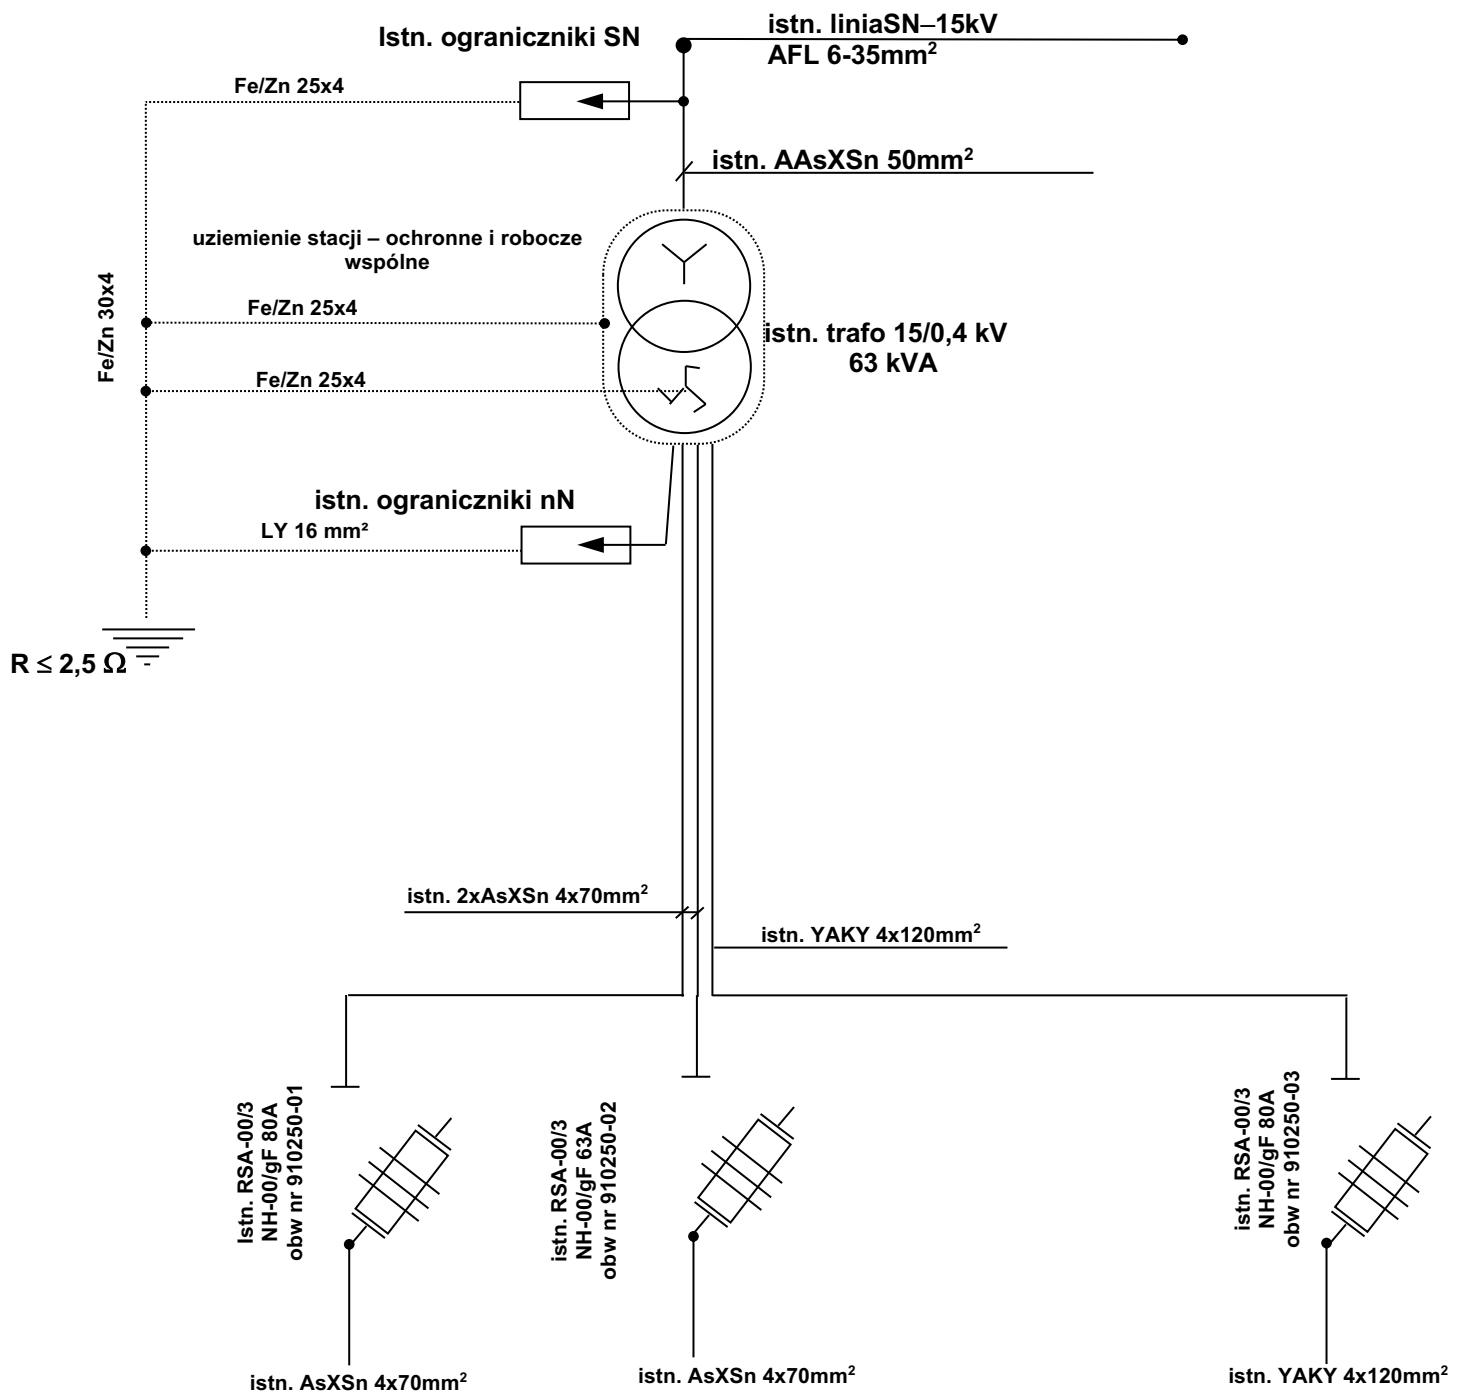 Istn. ograniczniki SN
istn. liniaSN–15kV
AFL 6-35mm²
Fe/Zn 25x4
istn. AAsXSn 50mm²
uziemienie stacji – ochronne i robocze
wspólne
Fe/Zn 30x4
Fe/Zn 25x4
istn. trafo 15/0,4 kV
63 kVA
Fe/Zn 25x4
istn. ograniczniki nN
LY 16 mm²
R ≤ 2,5 Ω
istn. 2xAsXSn 4x70mm²
istn. YAKY 4x120mm²
Istn. RSA-00/3
NH-00/gF 80A
obw nr 910250-01
istn. RSA-00/3
NH-00/gF 63A
obw nr 910250-02
istn. RSA-00/3
NH-00/gF 80A
obw nr 910250-03
istn. AsXSn 4x70mm²
istn. AsXSn 4x70mm²
istn. YAKY 4x120mm²